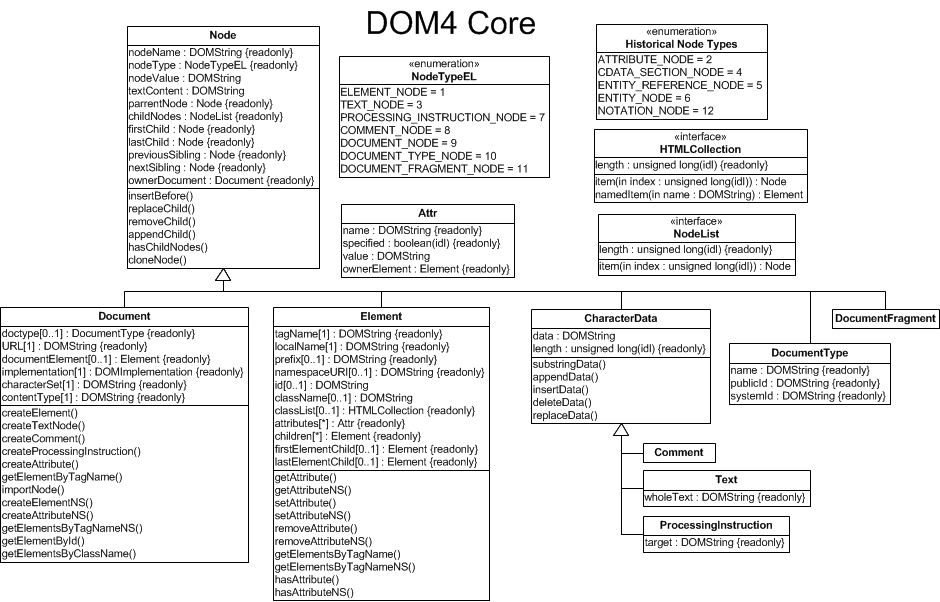 DOM4 Core
Node
nodeName : DOMString {readonly}
nodeType : NodeTypeEL {readonly}
nodeValue : DOMString
textContent : DOMString
parentNode : Node {readonly}
childNodes : NodeList {readonly}
firstChild : Node {readonly}
lastChild : Node {readonly}
previousSibling : Node {readonly}
nextSibling : Node {readonly}
ownerDocument : Document {readonly}
insertBefore()
replaceChild()
removeChild()
appendChild()
hasChildNodes()
cloneNode()
«enumeration»
NodeTypeEL
ELEMENT_NODE = 1
TEXT_NODE = 3
PROCESSING_INSTRUCTION_NODE = 7
COMMENT_NODE = 8
DOCUMENT_NODE = 9
DOCUMENT_TYPE_NODE = 10
DOCUMENT_FRAGMENT_NODE = 11
«enumeration»
Historical Node Types
ATTRIBUTE_NODE = 2
CDATA_SECTION_NODE = 4
ENTITY_REFERENCE_NODE = 5
ENTITY_NODE = 6
NOTATION_NODE = 12
«interface»
HTMLCollection
length : unsigned long(idl) {readonly}
item(in index : unsigned long(idl)) : Node
namedItem(in name : DOMString) : Element
Attr
name : DOMString {readonly}
specified : boolean(idl) {readonly}
value : DOMString
ownerElement : Element {readonly}
«interface»
NodeList
length : unsigned long(idl) {readonly}
item(in index : unsigned long(idl)) : Node
Document
doctype[0..1] : DocumentType {readonly}
URL[1] : DOMString {readonly}
documentElement[0..1] : Element {readonly}
implementation[1] : DOMImplementation {readonly}
characterSet[1] : DOMString {readonly}
contentType[1] : DOMString {readonly}
createElement()
createTextNode()
createComment()
createProcessingInstruction()
createAttribute()
getElementByTagName()
importNode()
createElementNS()
createAttributeNS()
getElementsByTagNameNS()
getElementById()
getElementsByClassName()
Element
tagName[1] : DOMString {readonly}
localName[1] : DOMString {readonly}
prefix[0..1] : DOMString {readonly}
namespaceURI[0..1] : DOMString {readonly}
id[0..1] : DOMString
className[0..1] : DOMString
classList[0..1] : HTMLCollection {readonly}
attributes[*] : Attr {readonly}
children[*] : Element {readonly}
firstElementChild[0..1] : Element {readonly}
lastElementChild[0..1] : Element {readonly}
getAttribute()
getAttributeNS()
setAttribute()
setAttributeNS()
removeAttribute()
removeAttributeNS()
getElementsByTagName()
getElementsByTagNameNS()
hasAttribute()
hasAttributeNS()
CharacterData
data : DOMString
length : unsigned long(idl) {readonly}
substringData()
appendData()
insertData()
deleteData()
replaceData()
DocumentFragment
DocumentType
name : DOMString {readonly}
publicId : DOMString {readonly}
systemId : DOMString {readonly}
Comment
Text
wholeText : DOMString {readonly}
ProcessingInstruction
target : DOMString {readonly}